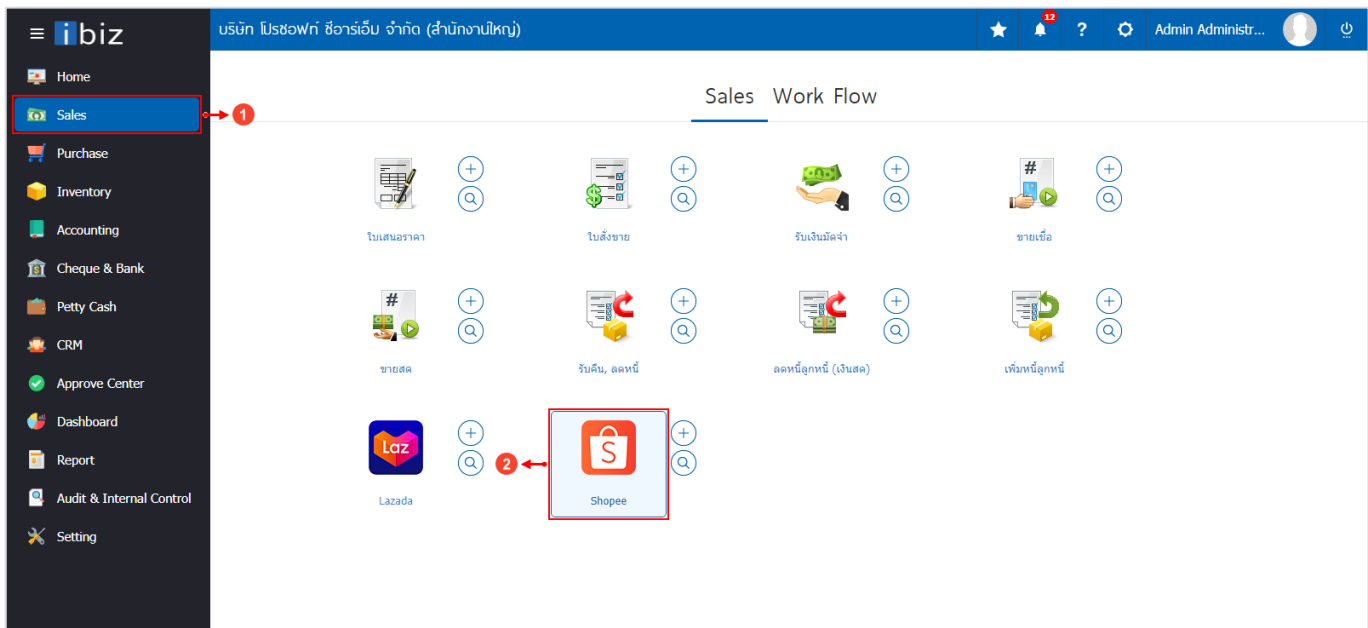 ibiz
บริษัท โปรซอฟท์ ซีอาร์เอ็ม จำกัด (สำนักงานใหญ่)
12
?
Admin Administr...
Home
Sales
1
Purchase
Inventory
Accounting
Cheque & Bank
Petty Cash
CRM
Approve Center
Dashboard
Report
Audit & Internal Control
Setting
Sales Work Flow
ใบเสนอราคา
ใบสั่งขาย
รับเงินมัดจำ
#
ขายเชื่อ
#
ขายสด
รับคืน, ลดหนี้
ลดหนี้ลูกหนี้ (เงินสด)
เพิ่มหนี้ลูกหนี้
Laz
Lazada
2
S
Shopee